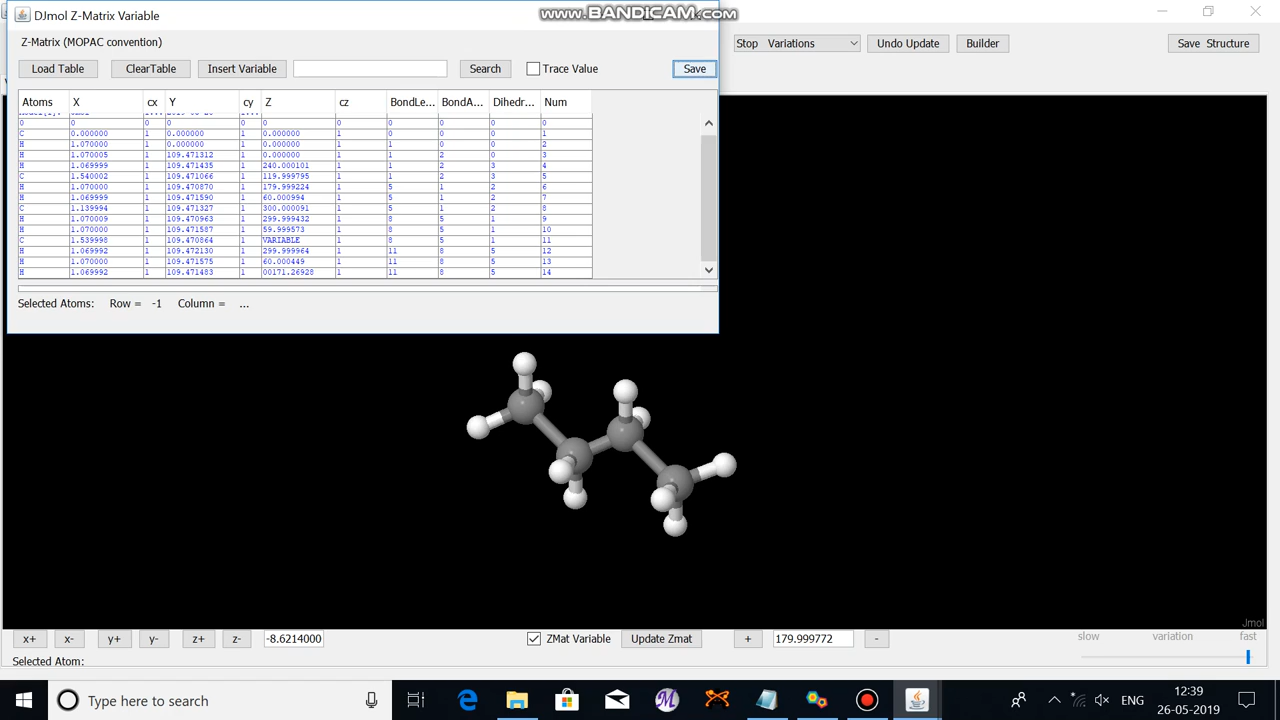 DJmol Z-Matrix Variable
www.BANDICAM.com
Z-Matrix (MOPAC convention)
Stop Variations
Undo Update
Builder
Save Structure
Load Table
ClearTable
Insert Variable
Search
Trace Value
Save
Atoms X cx Y cy Z cz BondLe... BondA... Dihedr... Num
0 0 0 0 0 0 0 0 0 0 0
C 0.000000 1 0.000000 1 0.000000 1 0 0 0 1
H 1.070000 1 0.000000 1 0.000000 1 1 0 0 2
H 1.070005 1 109.471312 1 0.000000 1 1 2 0 3
H 1.069999 1 109.471435 1 240.000101 1 1 2 3 4
C 1.540002 1 109.471066 1 119.999795 1 1 2 3 5
H 1.070000 1 109.470870 1 179.999224 1 5 1 2 6
H 1.069999 1 109.471590 1 60.000994 1 5 1 2 7
C 1.139994 1 109.471327 1 300.000091 1 5 1 2 8
H 1.070009 1 109.470963 1 299.999432 1 8 5 1 9
H 1.070000 1 109.471587 1 59.999573 1 8 5 1 10
C 1.539998 1 109.470864 1 VARIABLE 1 8 5 1 11
H 1.069992 1 109.472130 1 299.999964 1 11 8 5 12
H 1.070000 1 109.471575 1 60.000449 1 11 8 5 13
H 1.069992 1 109.471483 1 00171.26928 1 11 8 5 14
Selected Atoms: Row = -1 Column = ...
Jmol
x+ x- y+ y- z+ z- -8.6214000 ZMat Variable Update Zmat + 179.999772 - slow variation fast
Selected Atom:
Type here to search
ENG
12:39
26-05-2019